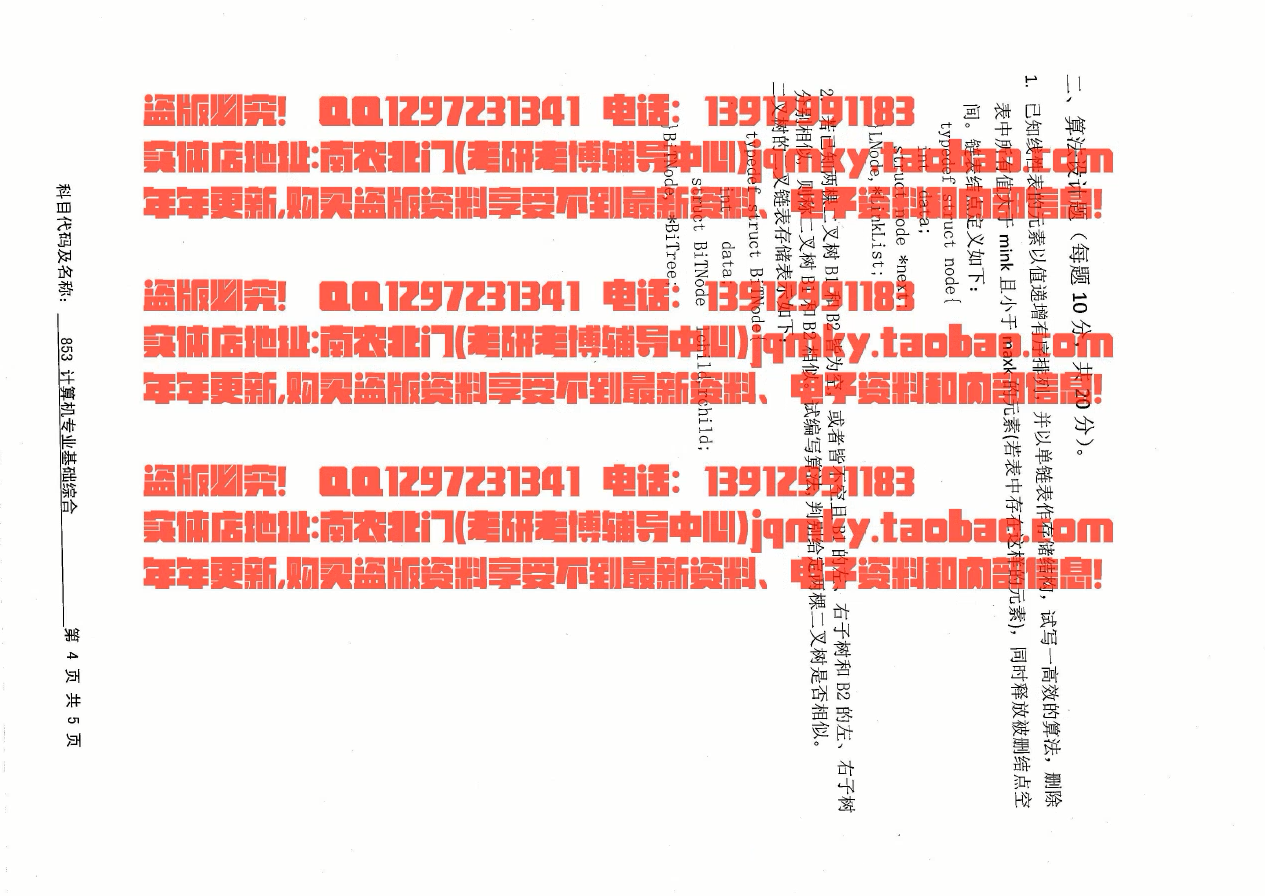 二、算法设计题（每题 10 分，共 20 分）。
1. 已知线性表的元素以值递增有序排列，并以单链表作存储结构，试写一高效的算法，删除
表中所有值大于 mink 且小于 maxk 的元素(若表中存在这样的元素)，同时释放被删结点空
间。链表结点定义如下：
typedef struct node{
int data;
struct node *next;
}LNode,*LinkList;
2. 若已知两棵二叉树 B1 和 B2 皆为空，或者皆不空且 B1 的左、右子树和 B2 的左、右子树
分别相似，则称二叉树 B1 和 B2 相似。试编写算法，判别给定两棵二叉树是否相似。
二叉树的二叉链表存储表示如下：
typedef struct BiTNode{
int data;
struct BiTNode lchild,rchild;
}BiTNode, *BiTree;
科目代码及名称： 853 计算机专业基础综合 第 4 页 共 5 页
盗版必究! QQ1297231341 电话：13912991183
实体店地址:南农北门(考研考博辅导中心)jqmky.taobao.com
年年更新,购买盗版资料享受不到最新资料、电子资料和内部信息!
盗版必究! QQ1297231341 电话：13912991183
实体店地址:南农北门(考研考博辅导中心)jqmky.taobao.com
年年更新,购买盗版资料享受不到最新资料、电子资料和内部信息!
盗版必究! QQ1297231341 电话：13912991183
实体店地址:南农北门(考研考博辅导中心)jqmky.taobao.com
年年更新,购买盗版资料享受不到最新资料、电子资料和内部信息!